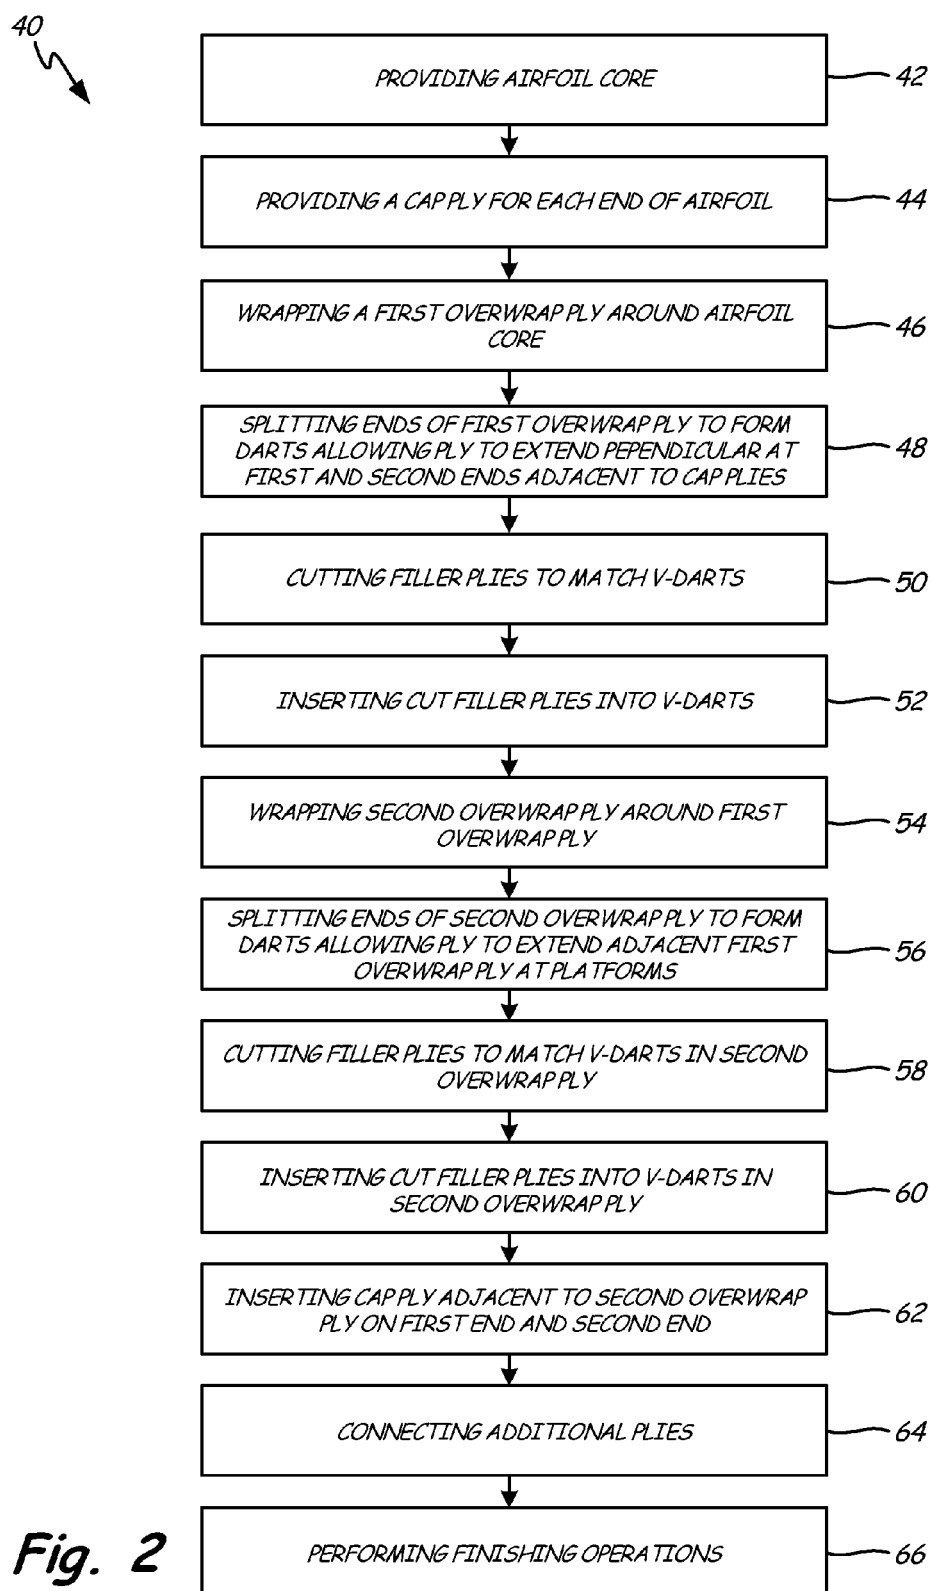 40
PROVIDING AIRFOIL CORE
42
PROVIDING A CAP PLY FOR EACH END OF AIRFOIL
44
WRAPPING A FIRST OVERWRAP PLY AROUND AIRFOIL
CORE
46
SPLITTING ENDS OF FIRST OVERWRAP PLY TO FORM
DARTS ALLOWING PLY TO EXTEND PEPENDICULAR AT
FIRST AND SECOND ENDS ADJACENT TO CAP PLIES
48
CUTTING FILLER PLIES TO MATCH V-DARTS
50
INSERTING CUT FILLER PLIES INTO V-DARTS
52
WRAPPING SECOND OVERWRAP PLY AROUND FIRST
OVERWRAP PLY
54
SPLITTING ENDS OF SECOND OVERWRAP PLY TO FORM
DARTS ALLOWING PLY TO EXTEND ADJACENT FIRST
OVERWRAP PLY AT PLATFORMS
56
CUTTING FILLER PLIES TO MATCH V-DARTS IN SECOND
OVERWRAP PLY
58
INSERTING CUT FILLER PLIES INTO V-DARTS IN
SECOND OVERWRAP PLY
60
INSERTING CAP PLY ADJACENT TO SECOND OVERWRAP
PLY ON FIRST END AND SECOND END
62
CONNECTING ADDITIONAL PLIES
64
PERFORMING FINISHING OPERATIONS
66
Fig. 2